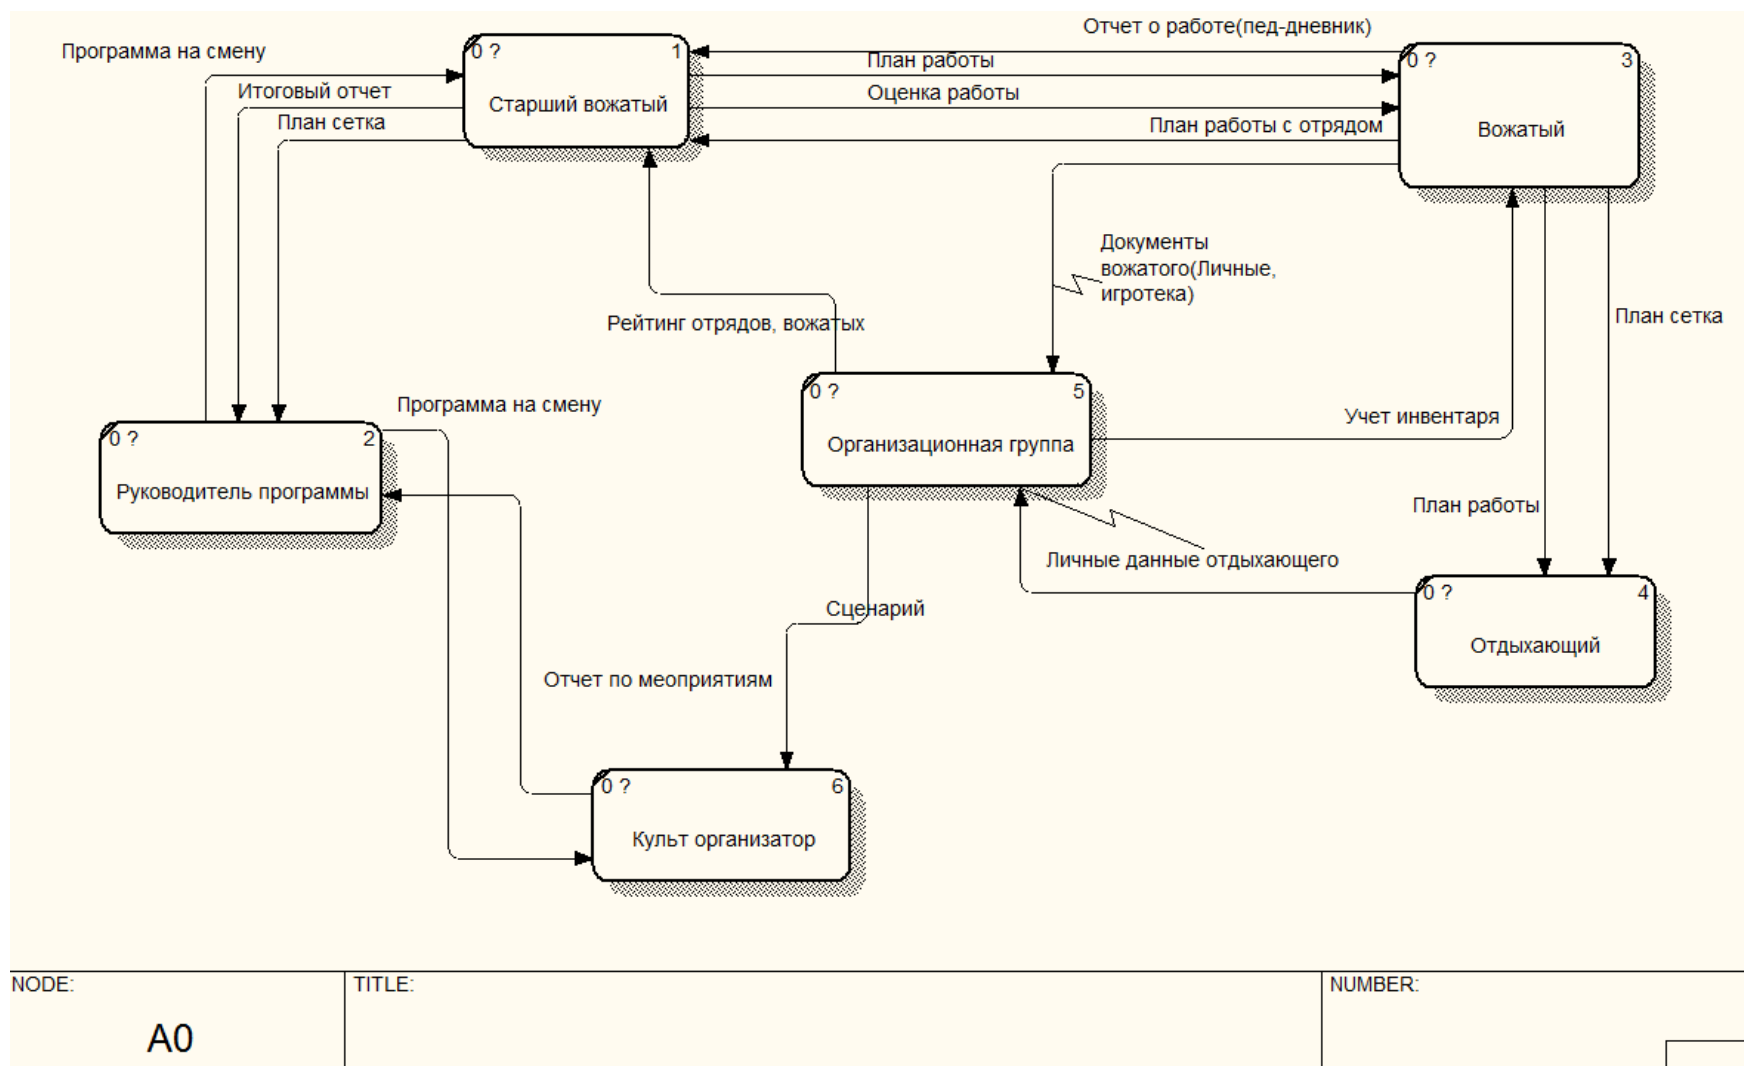 Отчет о работе(пед-дневник)
Программа на смену
0 ?
1
План работы
0 ?
3
Итоговый отчет
Старший вожатый
Оценка работы
План сетка
План работы с отрядом
Вожатый
Документы
вожатого(Личные,
игротека)
Рейтинг отрядов, вожатых
План сетка
0 ?
5
Программа на смену
Учет инвентаря
0 ?
2
Организационная группа
Руководитель программы
План работы
Личные данные отдыхающего
0 ?
4
Сценарий
Отдыхающий
Отчет по меоприятиям
0 ?
6
Культ организатор
NODE:
TITLE:
NUMBER:
A0